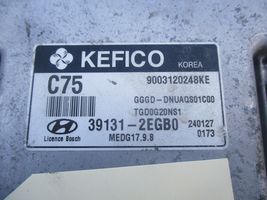 KEFICO KOREA
C75 9003120248KE
GGGD-DNUAQS01C00
TGD0G20NS1
39131-2EGB0 240127
Licence Bosch MEDG17.9.8 0173